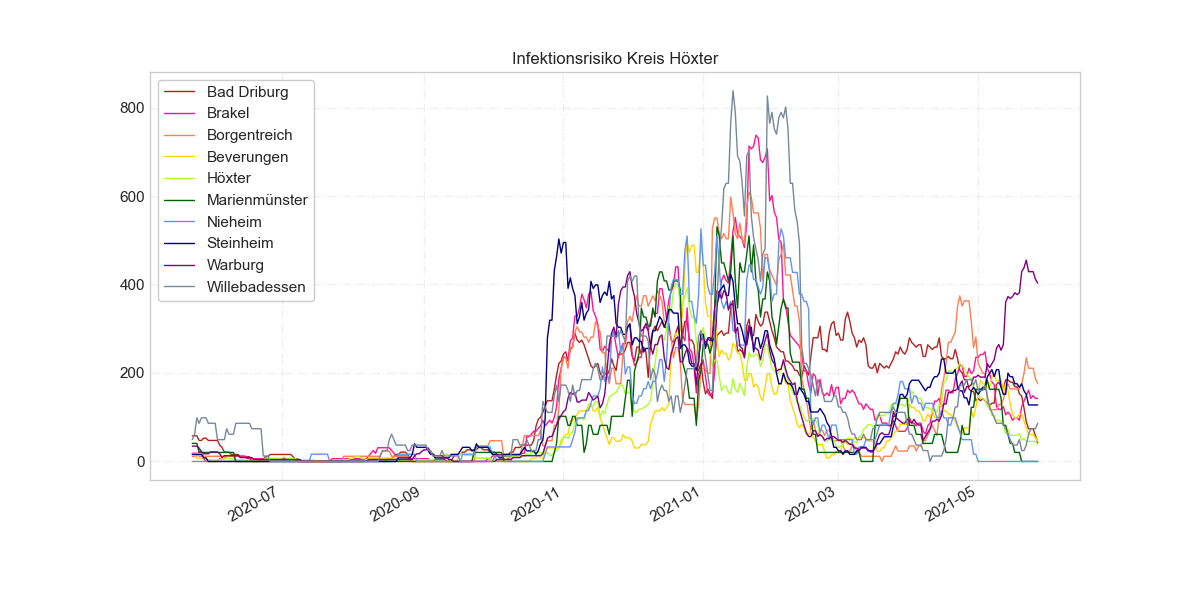 Infektionsrisiko Kreis Höxter
Bad Driburg
Brakel
Borgentreich
Beverungen
Höxter
Marienmünster
Nieheim
Steinheim
Warburg
Willebadessen
800
600
400
200
0
2020-07
2020-09
2020-11
2021-01
2021-03
2021-05